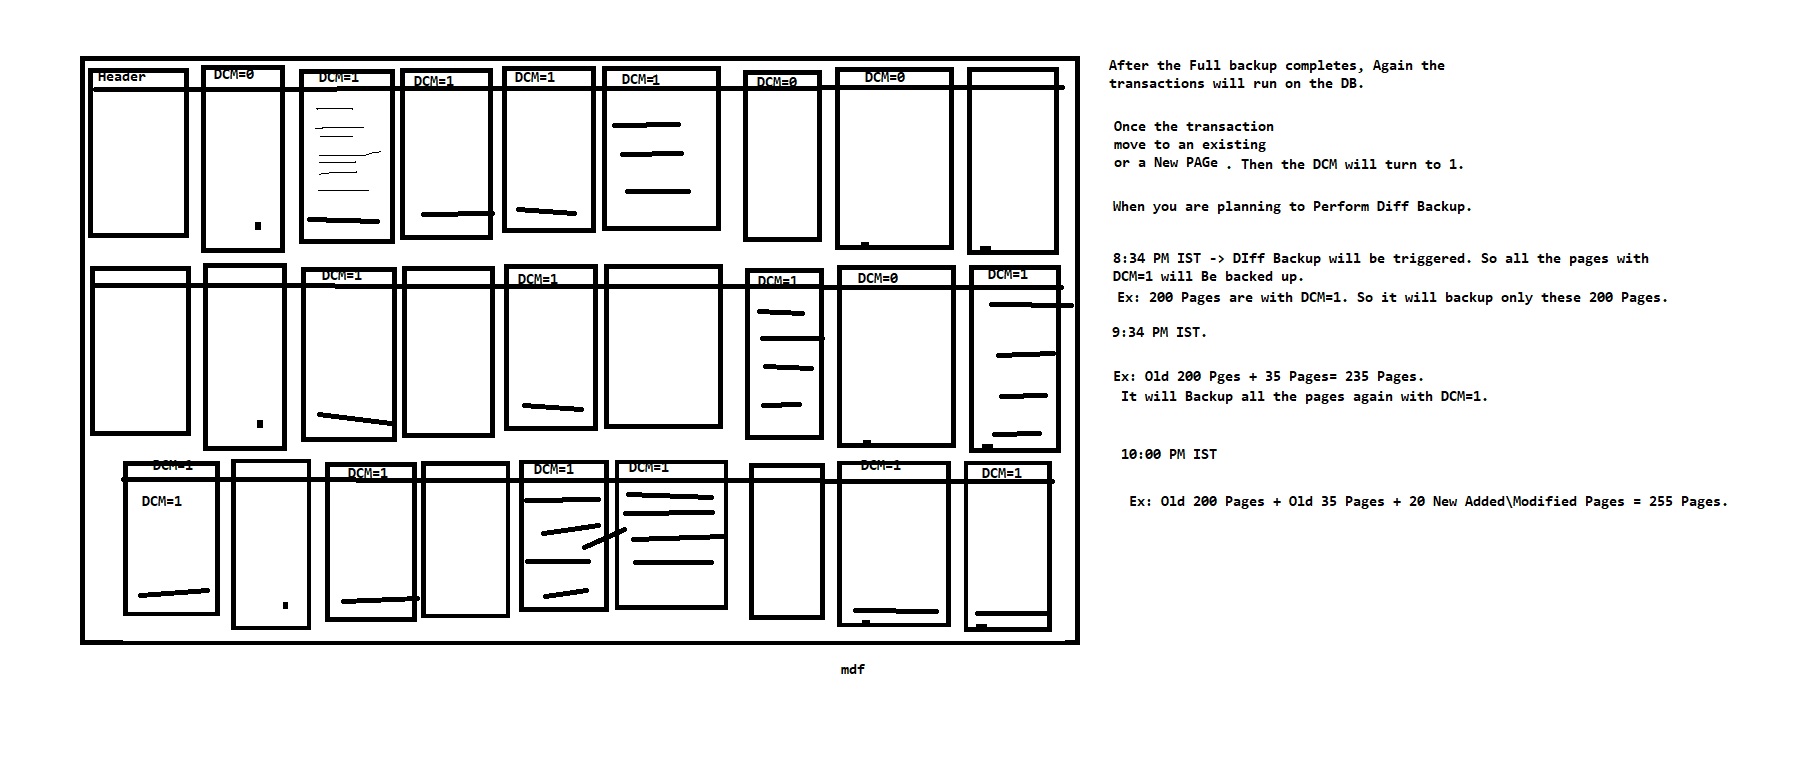 Header DCM=0 DCM=1 DCM=1 DCM=1 DCM=1 DCM=0 DCM=0
DCM=1 DCM=1 DCM=1 DCM=0 DCM=1
DCM=1 DCM=1 DCM=1 DCM=1 DCM=1 DCM=1
DCM=1
mdf
After the Full backup completes, Again the
transactions will run on the DB.
Once the transaction
move to an existing
or a New PAGe . Then the DCM will turn to 1.
When you are planning to Perform Diff Backup.
8:34 PM IST -> DIff Backup will be triggered. So all the pages with
DCM=1 will Be backed up.
Ex: 200 Pages are with DCM=1. So it will backup only these 200 Pages.
9:34 PM IST.
Ex: Old 200 Pges + 35 Pages= 235 Pages.
It will Backup all the pages again with DCM=1.
10:00 PM IST
Ex: Old 200 Pages + Old 35 Pages + 20 New Added\Modified Pages = 255 Pages.